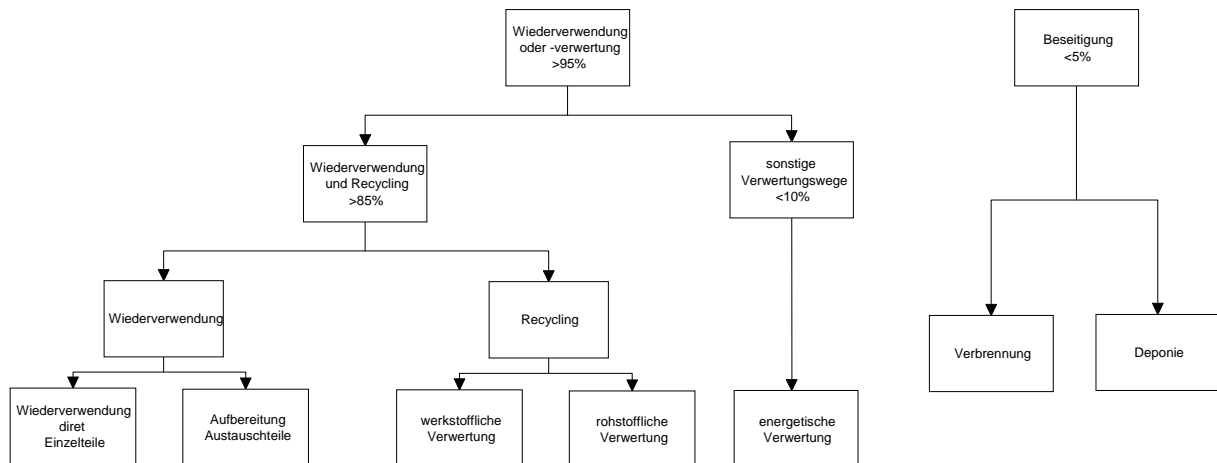 Wiederverwendung
oder -verwertung
>95%
Beseitigung
<5%
Wiederverwendung
und Recycling
>85%
sonstige
Verwertungswege
<10%
Wiederverwendung
Recycling
Verbrennung
Deponie
Wiederverwendung
diret
Einzelteile
Aufbereitung
Austauschteile
werkstoffliche
Verwertung
rohstoffliche
Verwertung
energetische
Verwertung